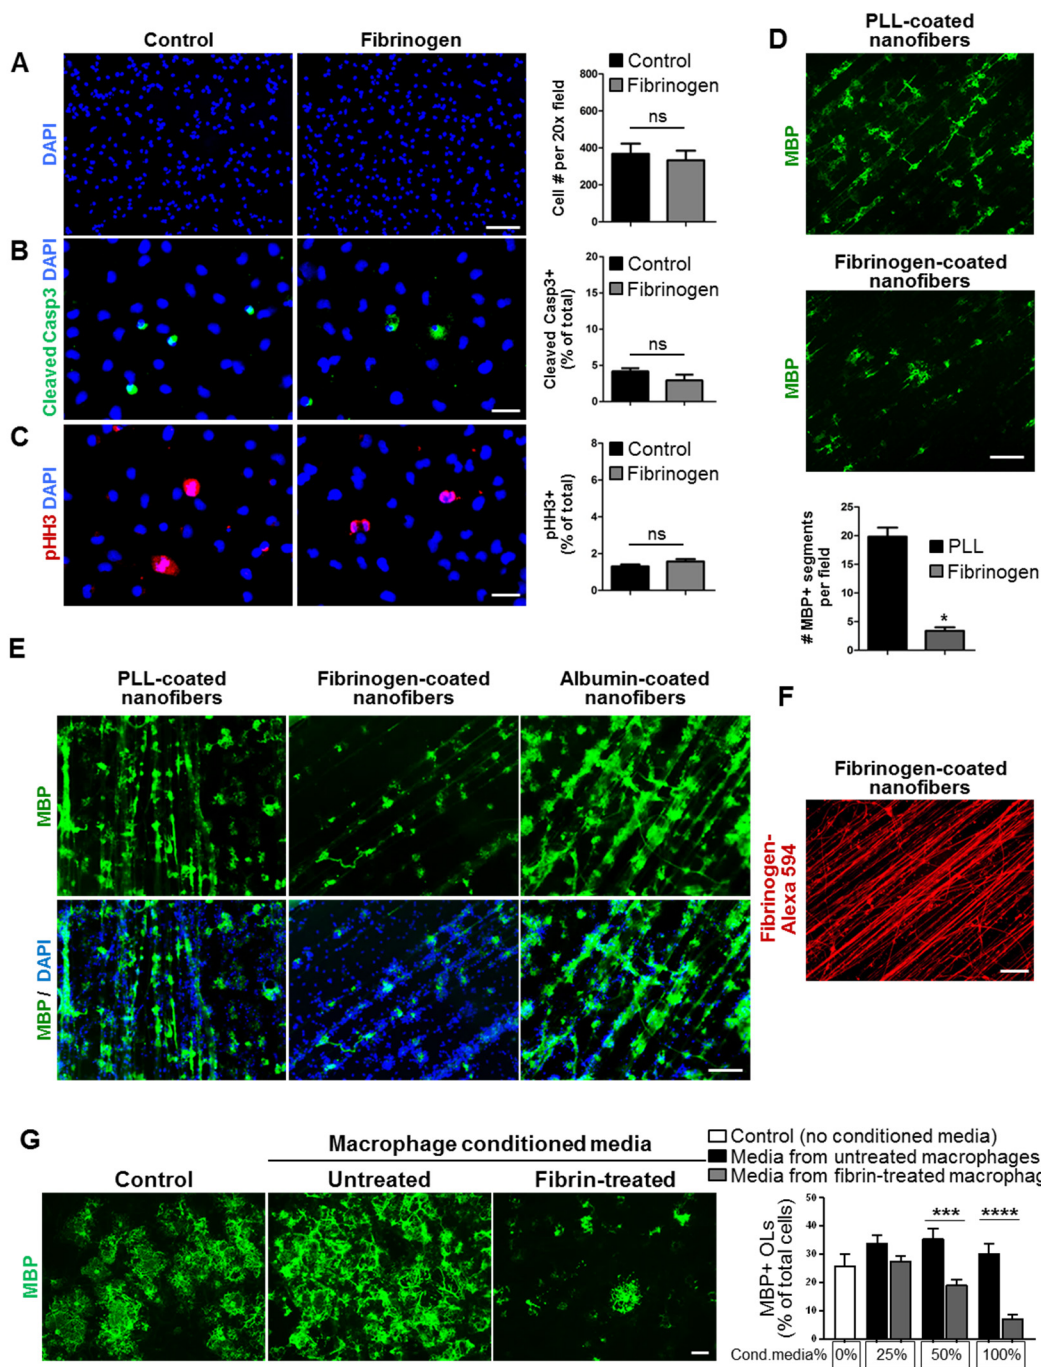 A
Control
Fibrinogen
DAPI
Cell # per 20x field
800
600
400
200
0
Control
Fibrinogen
ns
B
Cleaved Casp3 DAPI
Cleaved Casp3+
(% of total)
20
15
10
5
0
Control
Fibrinogen
ns
C
pHH3 DAPI
pHH3+
(% of total)
8
6
4
2
0
Control
Fibrinogen
ns
D
PLL-coated
nanofibers
MBP
Fibrinogen-coated
nanofibers
MBP
# MBP+ segments
per field
25
20
15
10
5
0
PLL
Fibrinogen
*
E
PLL-coated
nanofibers
Fibrinogen-coated
nanofibers
Albumin-coated
nanofibers
MBP
MBP / DAPI
F
Fibrinogen-coated
nanofibers
Fibrinogen-
Alexa 594
G
Macrophage conditioned media
Control
Untreated
Fibrin-treated
MBP
Control (no conditioned media)
Media from untreated macrophages
Media from fibrin-treated macrophag
MBP+ OLs
(% of total cells)
50
40
30
20
10
0
***
****
Cond.media% 0% 25% 50% 100%